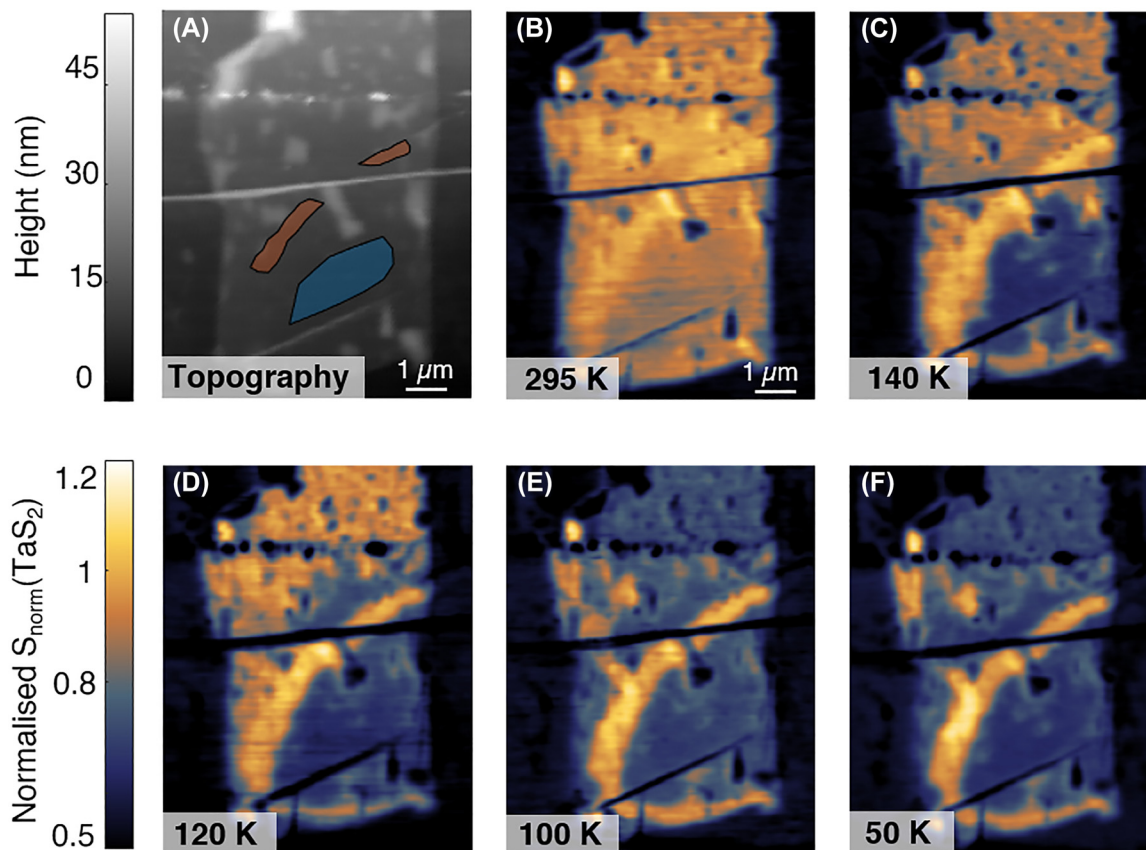 Height (nm)
45
30
15
0
(A)
Topography
1 µm
(B)
295 K
1 µm
(C)
140 K
Normalised S_norm(TaS₂)
1.2
1
0.8
0.5
(D)
120 K
(E)
100 K
(F)
50 K